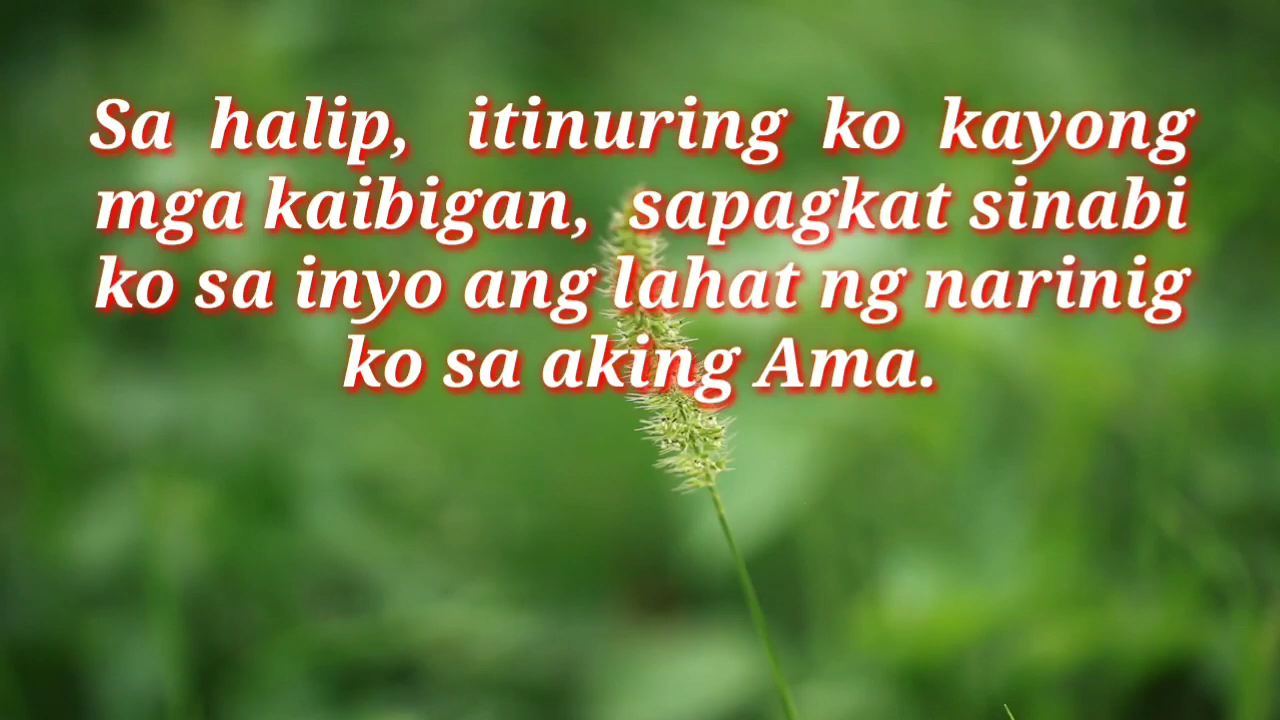 Sa halip, itinuring ko kayong
mga kaibigan, sapagkat sinabi
ko sa inyo ang lahat ng narinig
ko sa aking Ama.